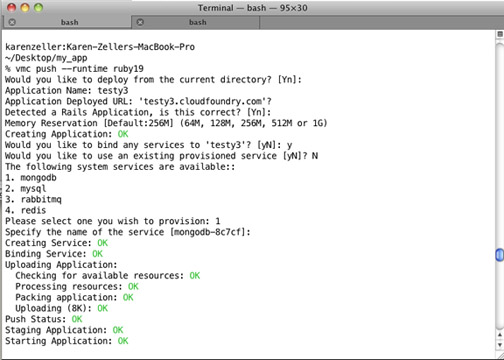 Terminal — bash — 95×30
bash
bash
karenzeller:Karen-Zellers-MacBook-Pro
~/Desktop/my_app
% vmc push --runtime ruby19
Would you like to deploy from the current directory? [Yn]:
Application Name: testy3
Application Deployed URL: 'testy3.cloudfoundry.com'?
Detected a Rails Application, is this correct? [Yn]:
Memory Reservation [Default:256M] (64M, 128M, 256M, 512M or 1G)
Creating Application: OK
Would you like to bind any services to 'testy3'? [yN]: y
Would you like to use an existing provisioned service [yN]? N
The following system services are available::
1. mongodb
2. mysql
3. rabbitmq
4. redis
Please select one you wish to provision: 1
Specify the name of the service [mongodb-8c7cf]:
Creating Service: OK
Binding Service: OK
Uploading Application:
  Checking for available resources: OK
  Processing resources: OK
  Packing application: OK
  Uploading (8K): OK
Push Status: OK
Staging Application: OK
Starting Application: OK